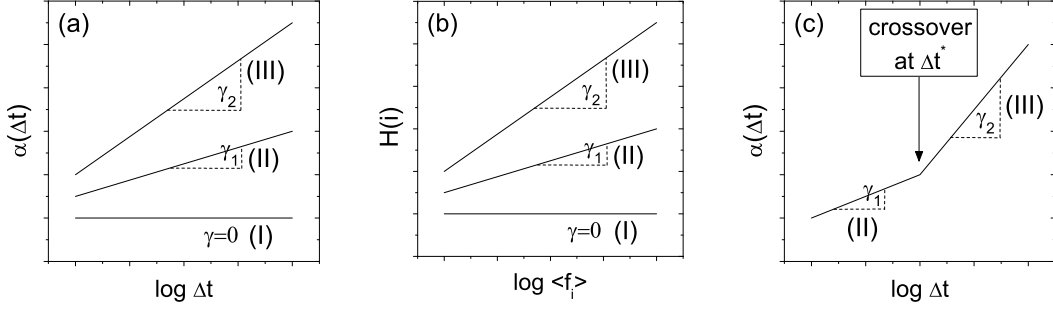 (a)
α(Δt)
(III)
γ₂
γ₁
(II)
γ=0 (I)
log Δt
(b)
H(i)
(III)
γ₂
γ₁
(II)
γ=0 (I)
log <fᵢ>
(c)
crossover
at Δt*
α(Δt)
(III)
γ₂
γ₁
(II)
log Δt